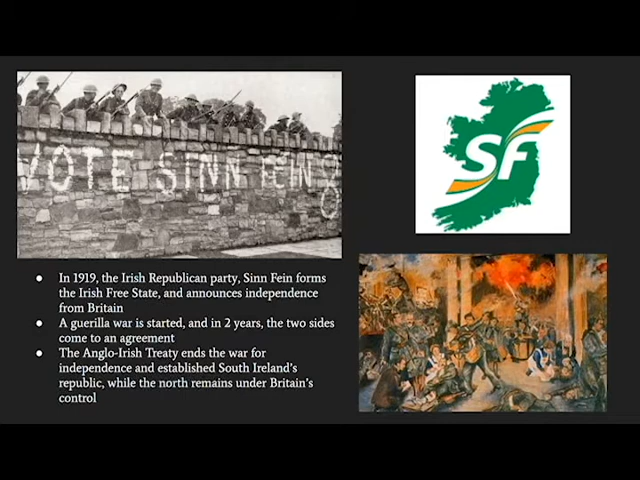 VOTE SINN FEIN
SF
● In 1919, the Irish Republican party, Sinn Fein forms
the Irish Free State, and announces independence
from Britain
● A guerilla war is started, and in 2 years, the two sides
come to an agreement
● The Anglo-Irish Treaty ends the war for
independence and established South Ireland's
republic, while the north remains under Britain's
control